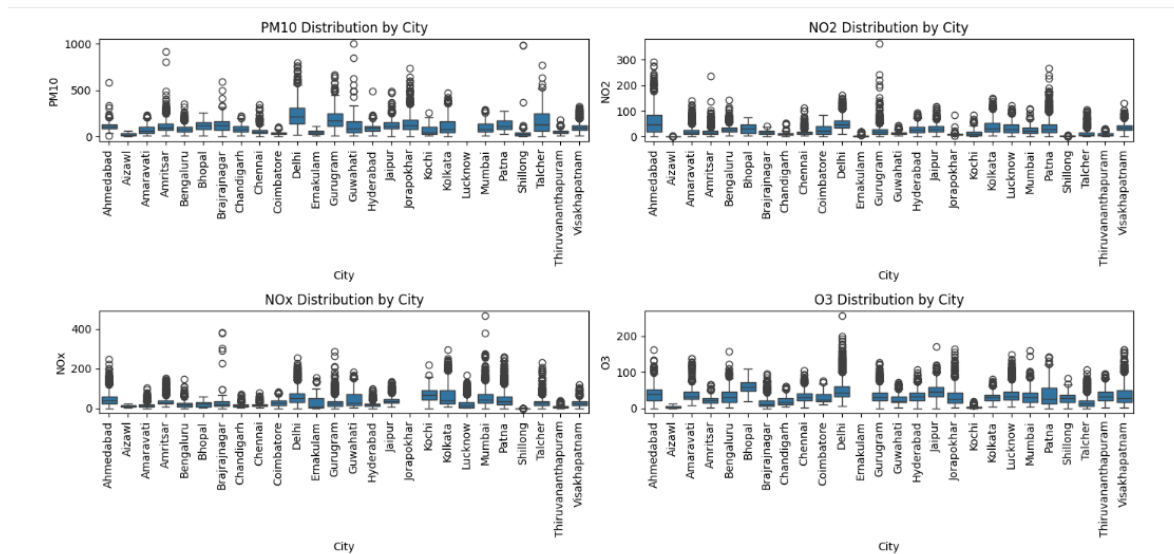 PM10 Distribution by City
1000
500
0
PM10
Ahmedabad
Aizawl
Amaravati
Amritsar
Bengaluru
Bhopal
Brajrajnagar
Chandigarh
Chennai
Coimbatore
Delhi
Ernakulam
Gurugram
Guwahati
Hyderabad
Jaipur
Jorapokhar
Kochi
Kolkata
Lucknow
Mumbai
Patna
Shillong
Talcher
Thiruvananthapuram
Visakhapatnam
City
NO2 Distribution by City
300
200
100
0
NO2
Ahmedabad
Aizawl
Amaravati
Amritsar
Bengaluru
Bhopal
Brajrajnagar
Chandigarh
Chennai
Coimbatore
Delhi
Ernakulam
Gurugram
Guwahati
Hyderabad
Jaipur
Jorapokhar
Kochi
Kolkata
Lucknow
Mumbai
Patna
Shillong
Talcher
Thiruvananthapuram
Visakhapatnam
City
NOx Distribution by City
400
200
0
NOx
Ahmedabad
Aizawl
Amaravati
Amritsar
Bengaluru
Bhopal
Brajrajnagar
Chandigarh
Chennai
Coimbatore
Delhi
Ernakulam
Gurugram
Guwahati
Hyderabad
Jaipur
Jorapokhar
Kochi
Kolkata
Lucknow
Mumbai
Patna
Shillong
Talcher
Thiruvananthapuram
Visakhapatnam
City
O3 Distribution by City
200
100
0
O3
Ahmedabad
Aizawl
Amaravati
Amritsar
Bengaluru
Bhopal
Brajrajnagar
Chandigarh
Chennai
Coimbatore
Delhi
Ernakulam
Gurugram
Guwahati
Hyderabad
Jaipur
Jorapokhar
Kochi
Kolkata
Lucknow
Mumbai
Patna
Shillong
Talcher
Thiruvananthapuram
Visakhapatnam
City